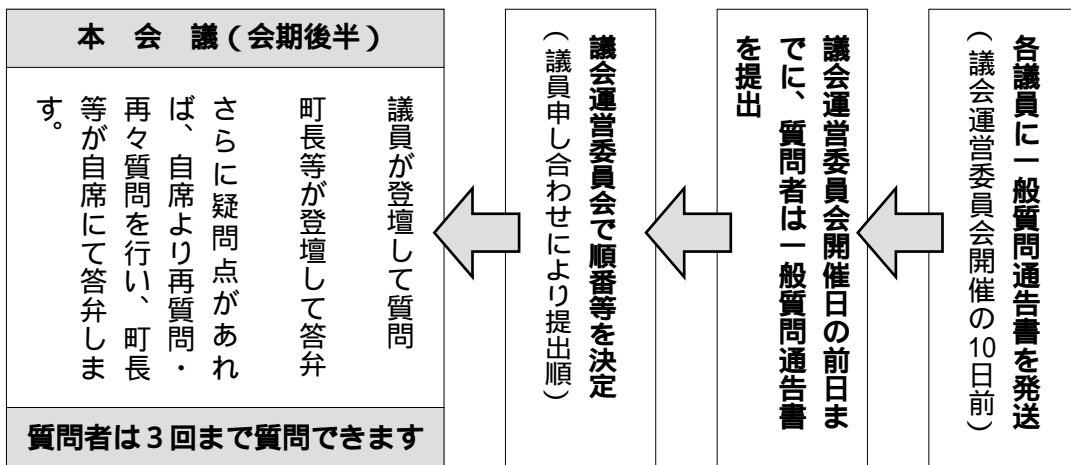 各議員に一般質問通告書を発送
（議会運営委員会開催の10日前）
議会運営委員会開催日の前日ま
でに、質問者は一般質問通告書
を提出
議会運営委員会で順番等を決定
（議員申し合わせにより提出順）
本　会　議（会期後半）
議員が登壇して質問
町長等が登壇して答弁
さらに疑問点があれ
ば、自席より再質問・
再々質問を行い、町長
等が自席にて答弁しま
す。
質問者は３回まで質問できます